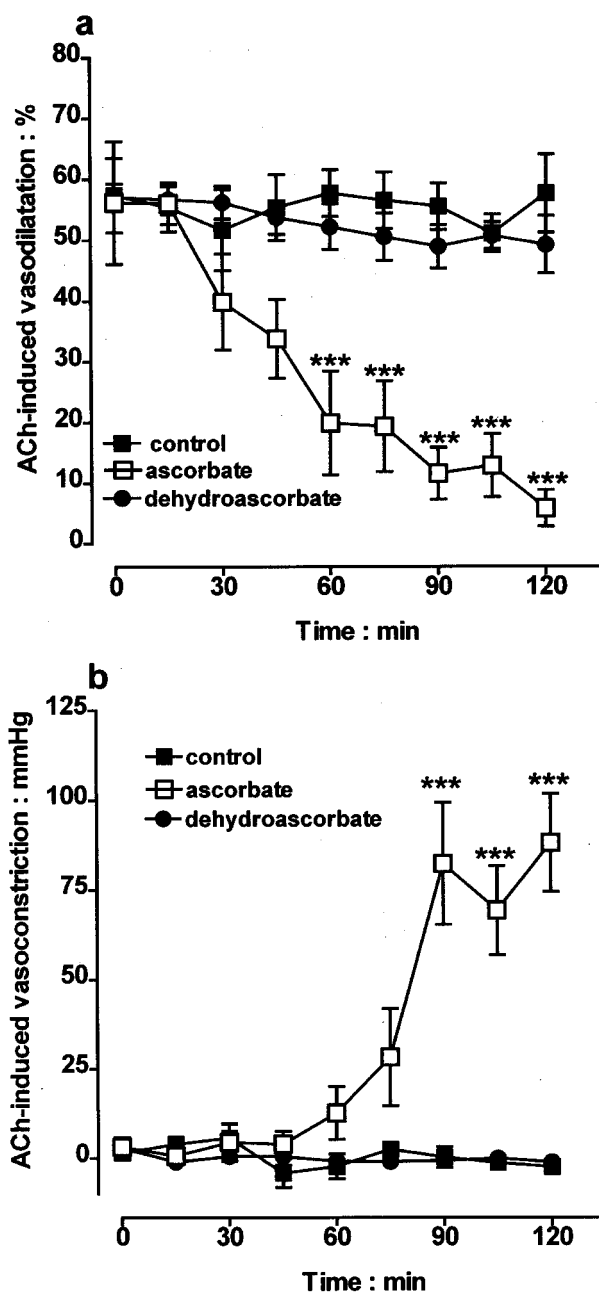 a
ACh-induced vasodilatation : %
80
70
60
50
40
30
20
10
0
***
***
***
***
***
control
ascorbate
dehydroascorbate
0 30 60 90 120
Time : min
b
ACh-induced vasoconstriction : mmHg
125
100
75
50
25
0
control
ascorbate
dehydroascorbate
***
***
***
0 30 60 90 120
Time : min